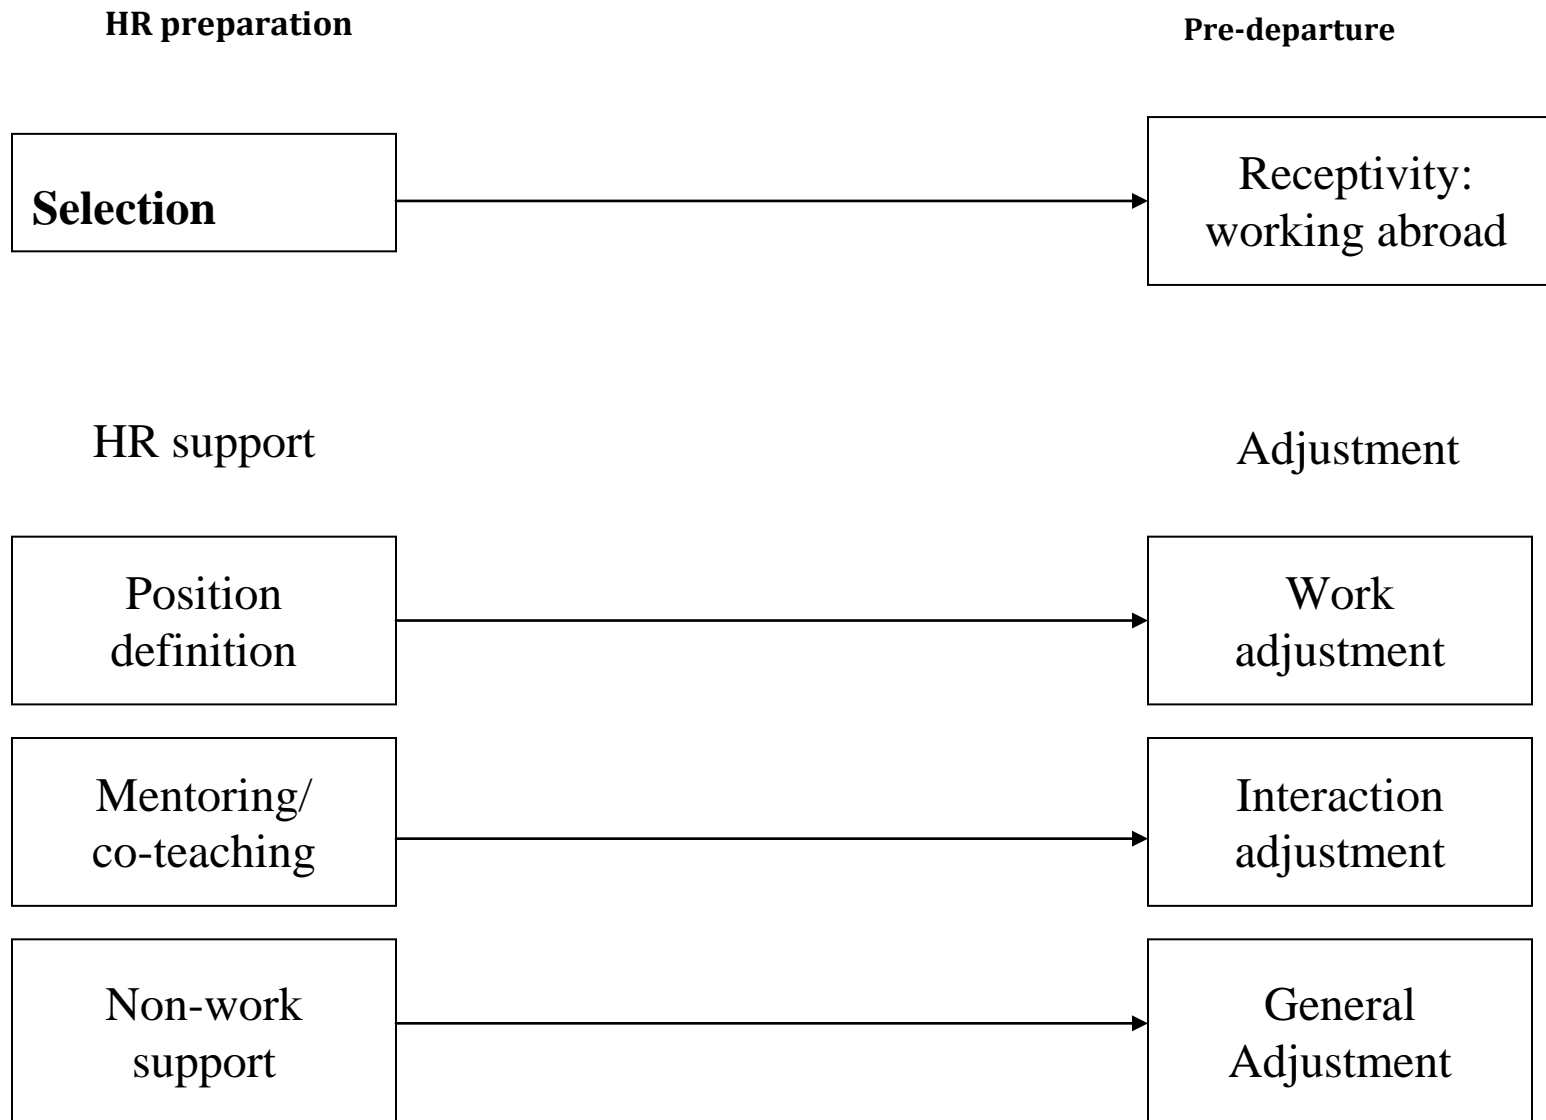 HR preparation
Pre-departure
Selection
Receptivity:
working abroad
HR support
Adjustment
Position
definition
Work
adjustment
Mentoring/
co-teaching
Interaction
adjustment
Non-work
support
General
Adjustment